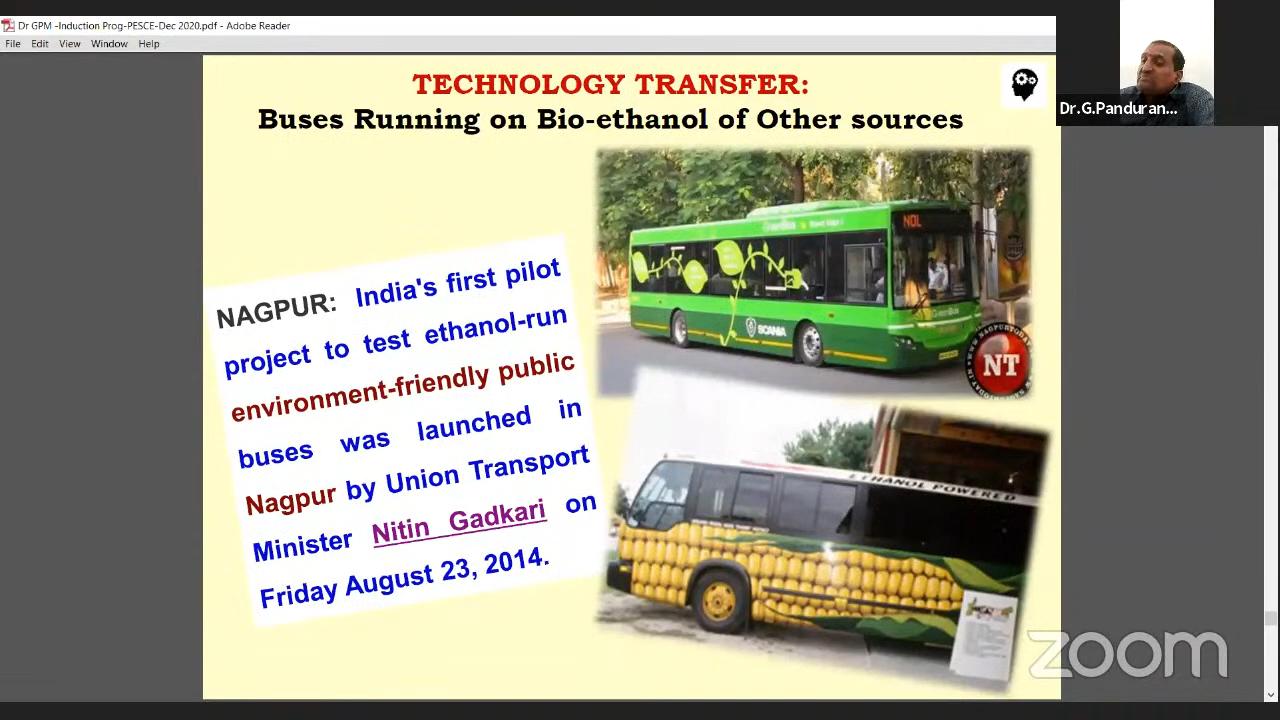 Dr GPM -Induction Prog-PESCE-Dec 2020.pdf - Adobe Reader
File Edit View Window Help
Dr.G.Panduran...
TECHNOLOGY TRANSFER:
Buses Running on Bio-ethanol of Other sources
NAGPUR: India's first pilot
project to test ethanol-run
environment-friendly public
buses was launched in
Nagpur by Union Transport
Minister Nitin Gadkari on
Friday August 23, 2014.
SCANIA
NT
ETHANOL POWERED
zoom